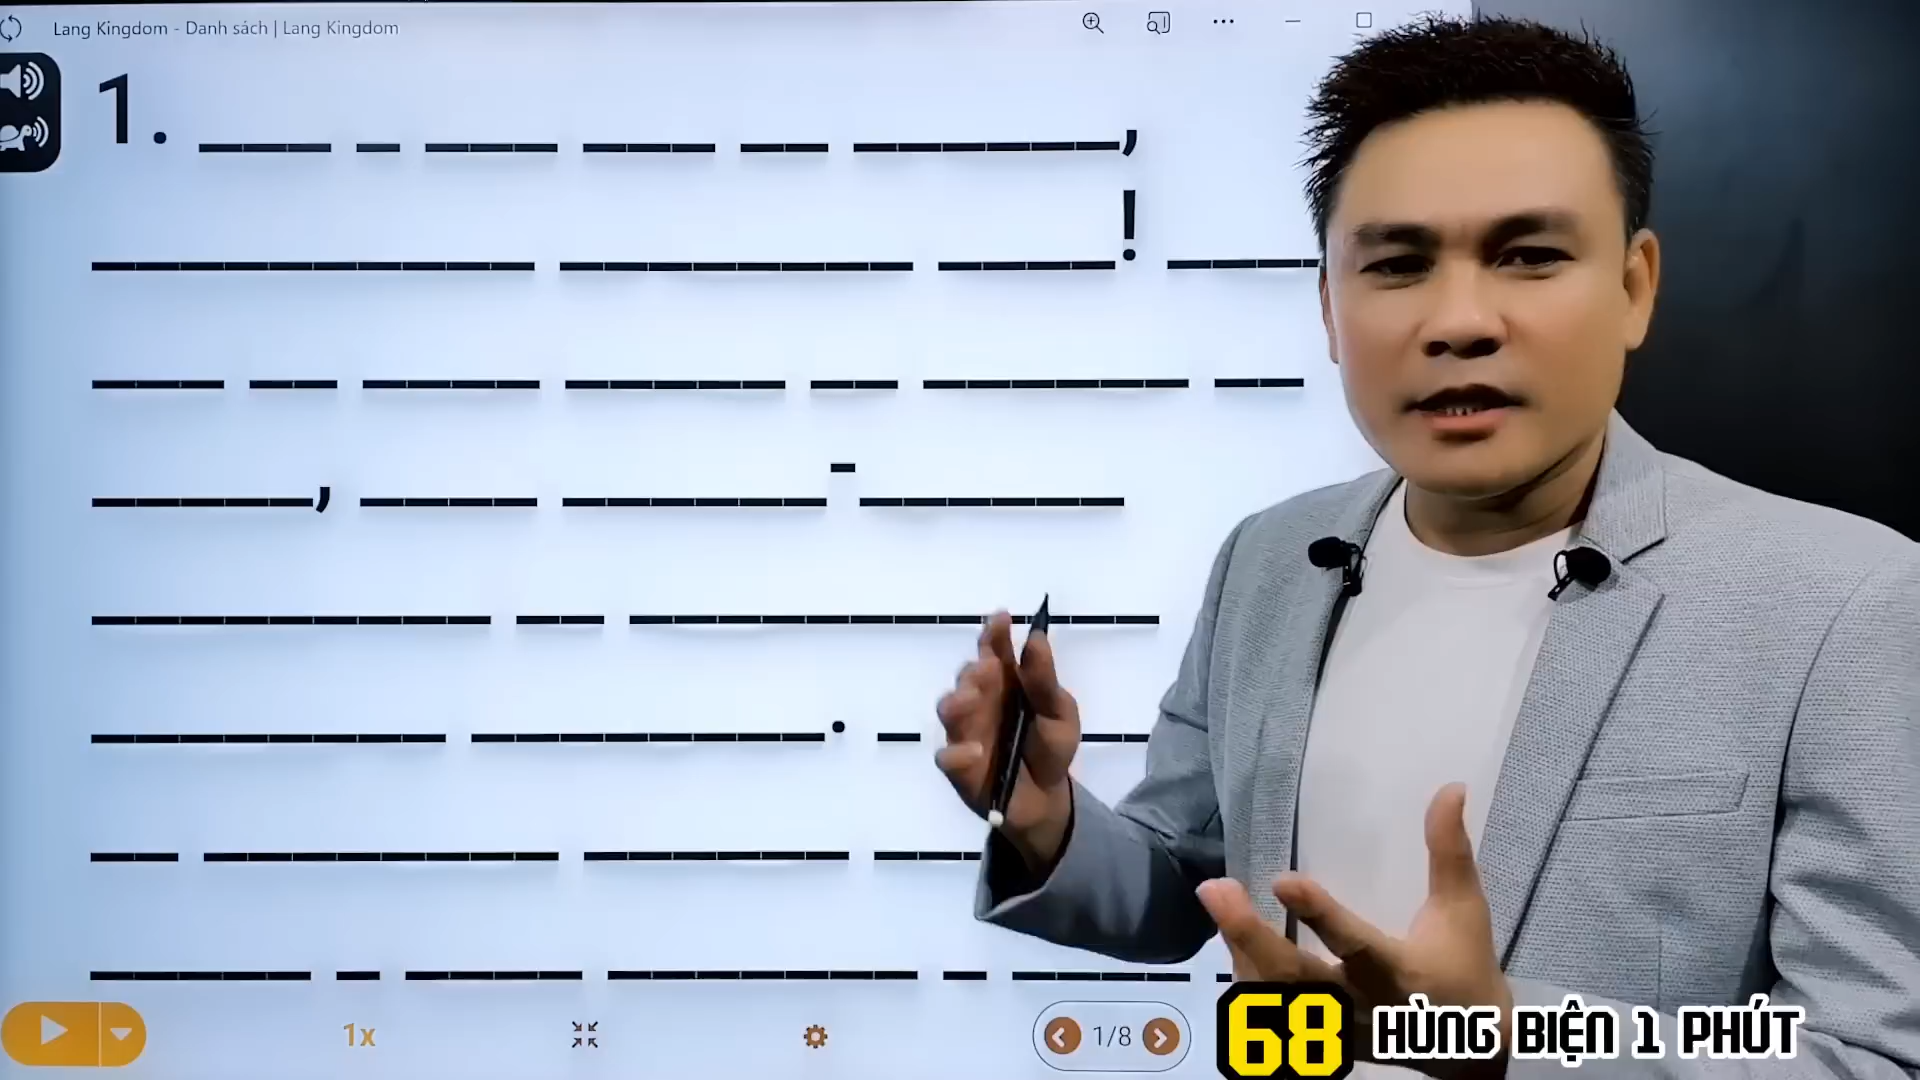 Lang Kingdom - Danh sách | Lang Kingdom
1.
,
!
,
-
.
1x
1/8
68 HÙNG BIỆN 1 PHÚT